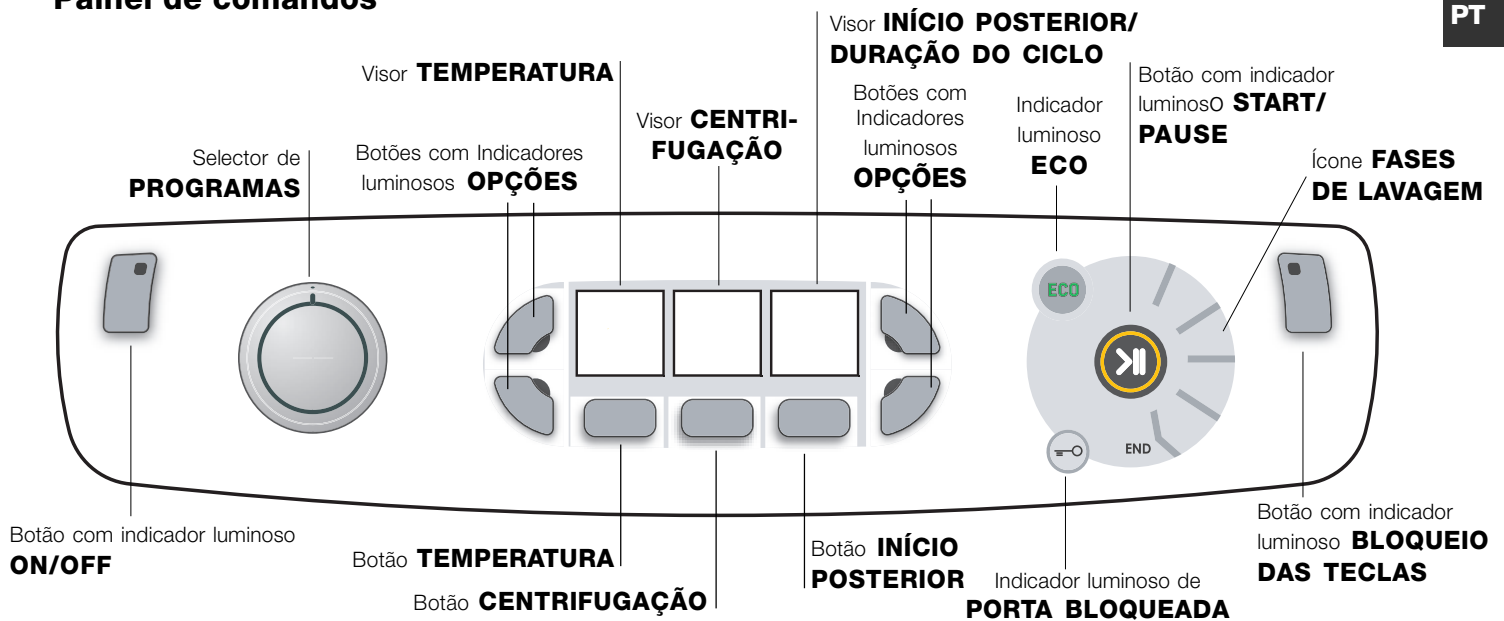 Painel de comandos
PT
Visor TEMPERATURA
Visor CENTRI-
FUGAÇÃO
Visor INÍCIO POSTERIOR/
DURAÇÃO DO CICLO
Selector de
PROGRAMAS
Botões com Indicadores
luminosos OPÇÕES
Botões com
Indicadores
luminosos
OPÇÕES
Indicador
luminoso
ECO
Botão com indicador
luminosO START/
PAUSE
Ícone FASES
DE LAVAGEM
ECO
END
Botão com indicador luminoso
ON/OFF
Botão TEMPERATURA
Botão CENTRIFUGAÇÃO
Botão INÍCIO
POSTERIOR
Indicador luminoso de
PORTA BLOQUEADA
Botão com indicador
luminoso BLOQUEIO
DAS TECLAS